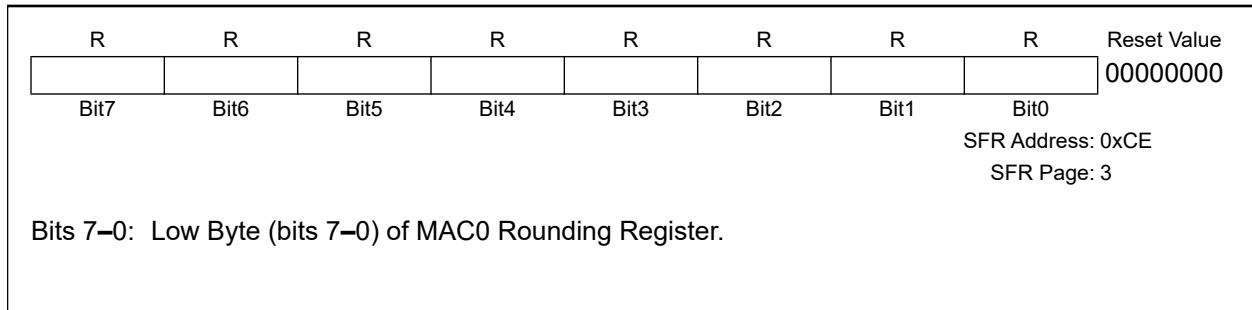 R R R R R R R R Reset Value
00000000
Bit7 Bit6 Bit5 Bit4 Bit3 Bit2 Bit1 Bit0
SFR Address: 0xCE
SFR Page: 3
Bits 7–0: Low Byte (bits 7–0) of MAC0 Rounding Register.